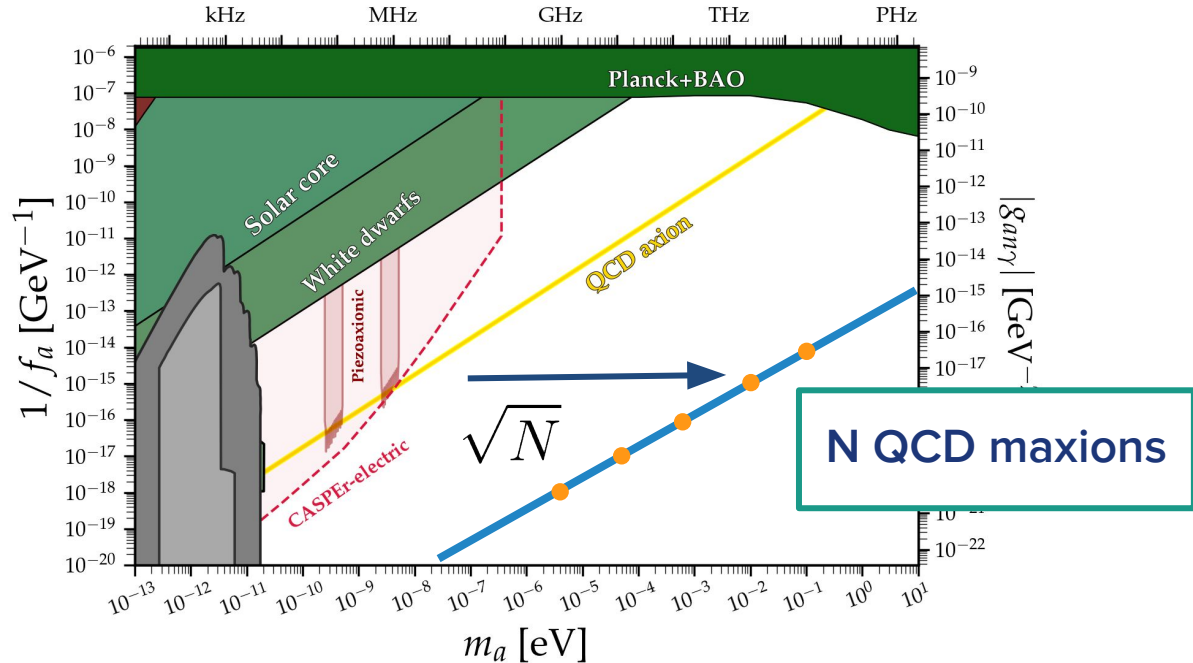 kHz MHz GHz THz PHz
10⁻⁶
10⁻⁷
10⁻⁸
10⁻⁹
10⁻¹⁰
10⁻¹¹
10⁻¹²
10⁻¹³
10⁻¹⁴
10⁻¹⁵
10⁻¹⁶
10⁻¹⁷
10⁻¹⁸
10⁻¹⁹
10⁻²⁰
1/fₐ [GeV⁻¹]
Planck+BAO
Solar core
White dwarfs
QCD axion
Piezoaxionic
CASPEr-electric
√N
N QCD maxions
10⁻⁹
10⁻¹⁰
10⁻¹¹
10⁻¹²
10⁻¹³
10⁻¹⁴
10⁻¹⁵
10⁻¹⁶
10⁻¹⁷
10⁻²²
|gₐₙᵧ| [GeV⁻
10⁻¹³ 10⁻¹² 10⁻¹¹ 10⁻¹⁰ 10⁻⁹ 10⁻⁸ 10⁻⁷ 10⁻⁶ 10⁻⁵ 10⁻⁴ 10⁻³ 10⁻² 10⁻¹ 10⁰ 10¹
mₐ [eV]